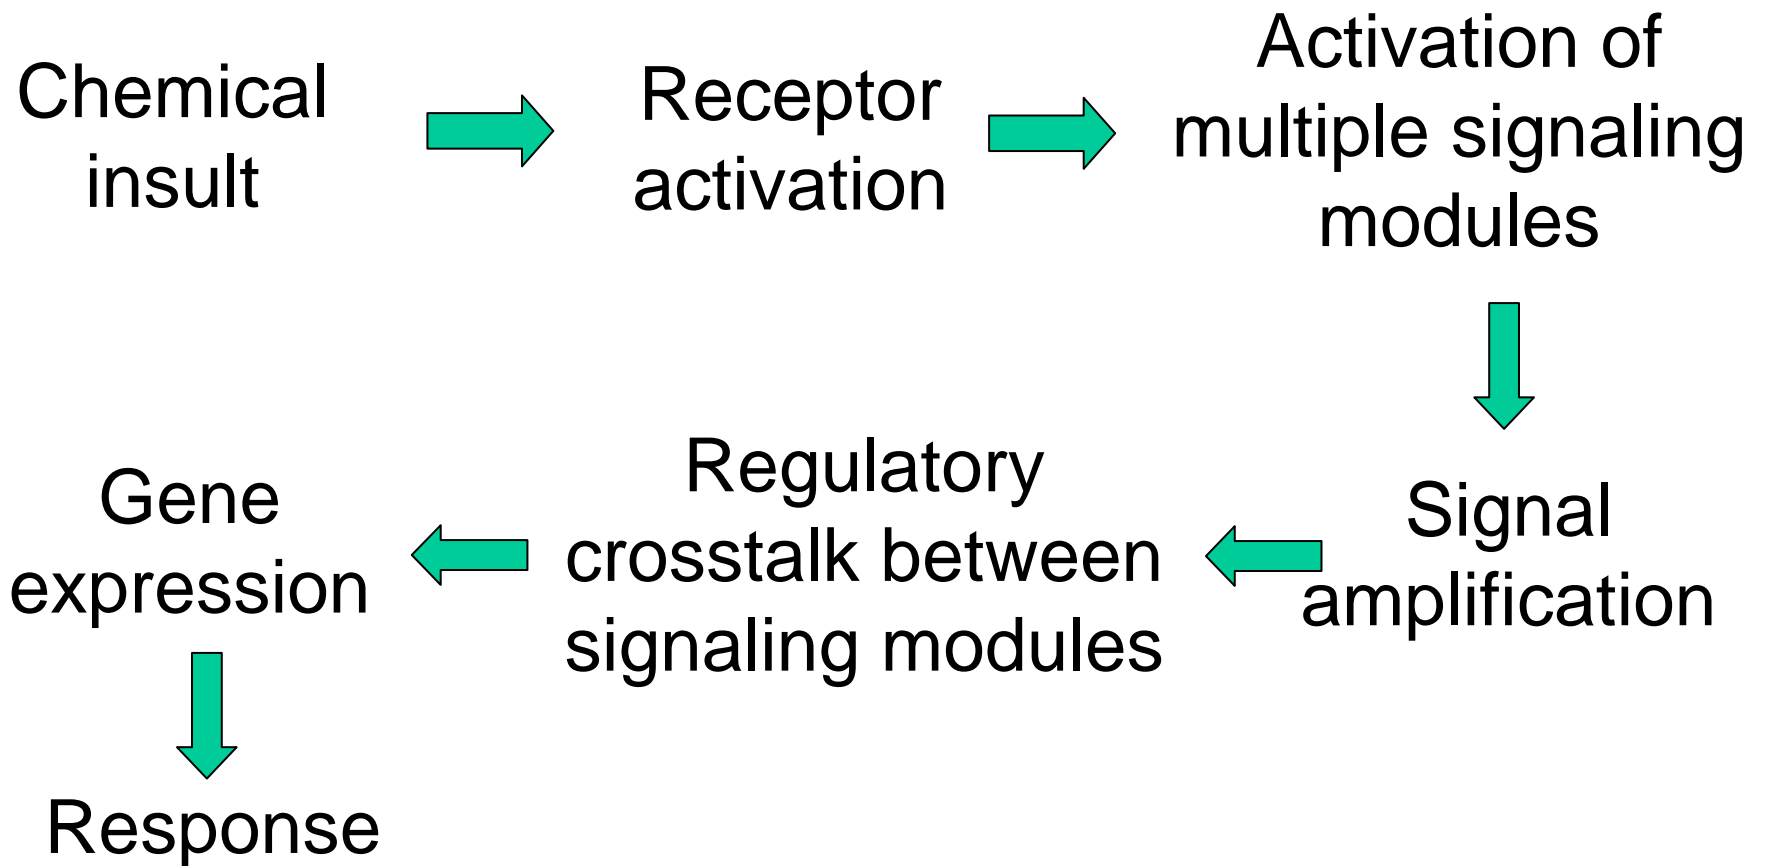 Chemical
insult
Receptor
activation
Activation of
multiple signaling
modules
Signal
amplification
Regulatory
crosstalk between
signaling modules
Gene
expression
Response